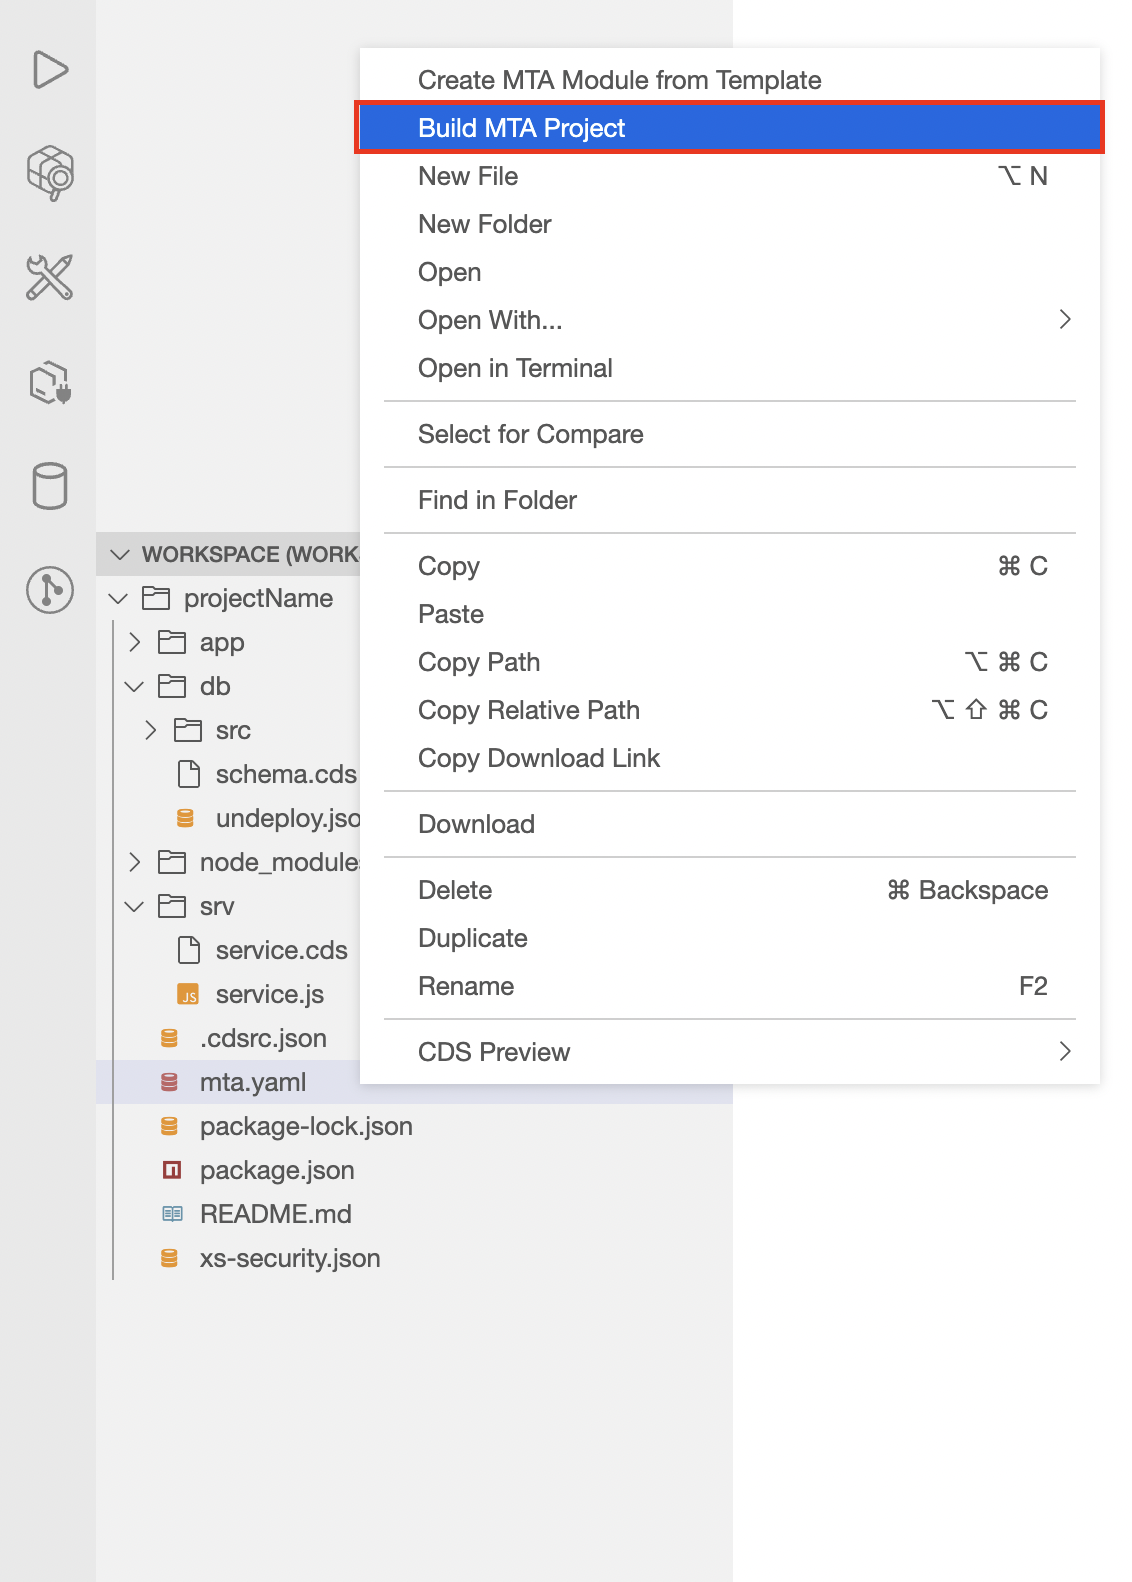 Create MTA Module from Template
Build MTA Project
New File ⌥ N
New Folder
Open
Open With...
Open in Terminal
Select for Compare
Find in Folder
Copy ⌘ C
Paste
Copy Path ⌥ ⌘ C
Copy Relative Path ⌥ ⇧ ⌘ C
Copy Download Link
Download
Delete ⌘ Backspace
Duplicate
Rename F2
CDS Preview
WORKSPACE (WORK
projectName
app
db
src
schema.cds
undeploy.jso
node_modules
srv
service.cds
JS service.js
.cdsrc.json
mta.yaml
package-lock.json
package.json
README.md
xs-security.json